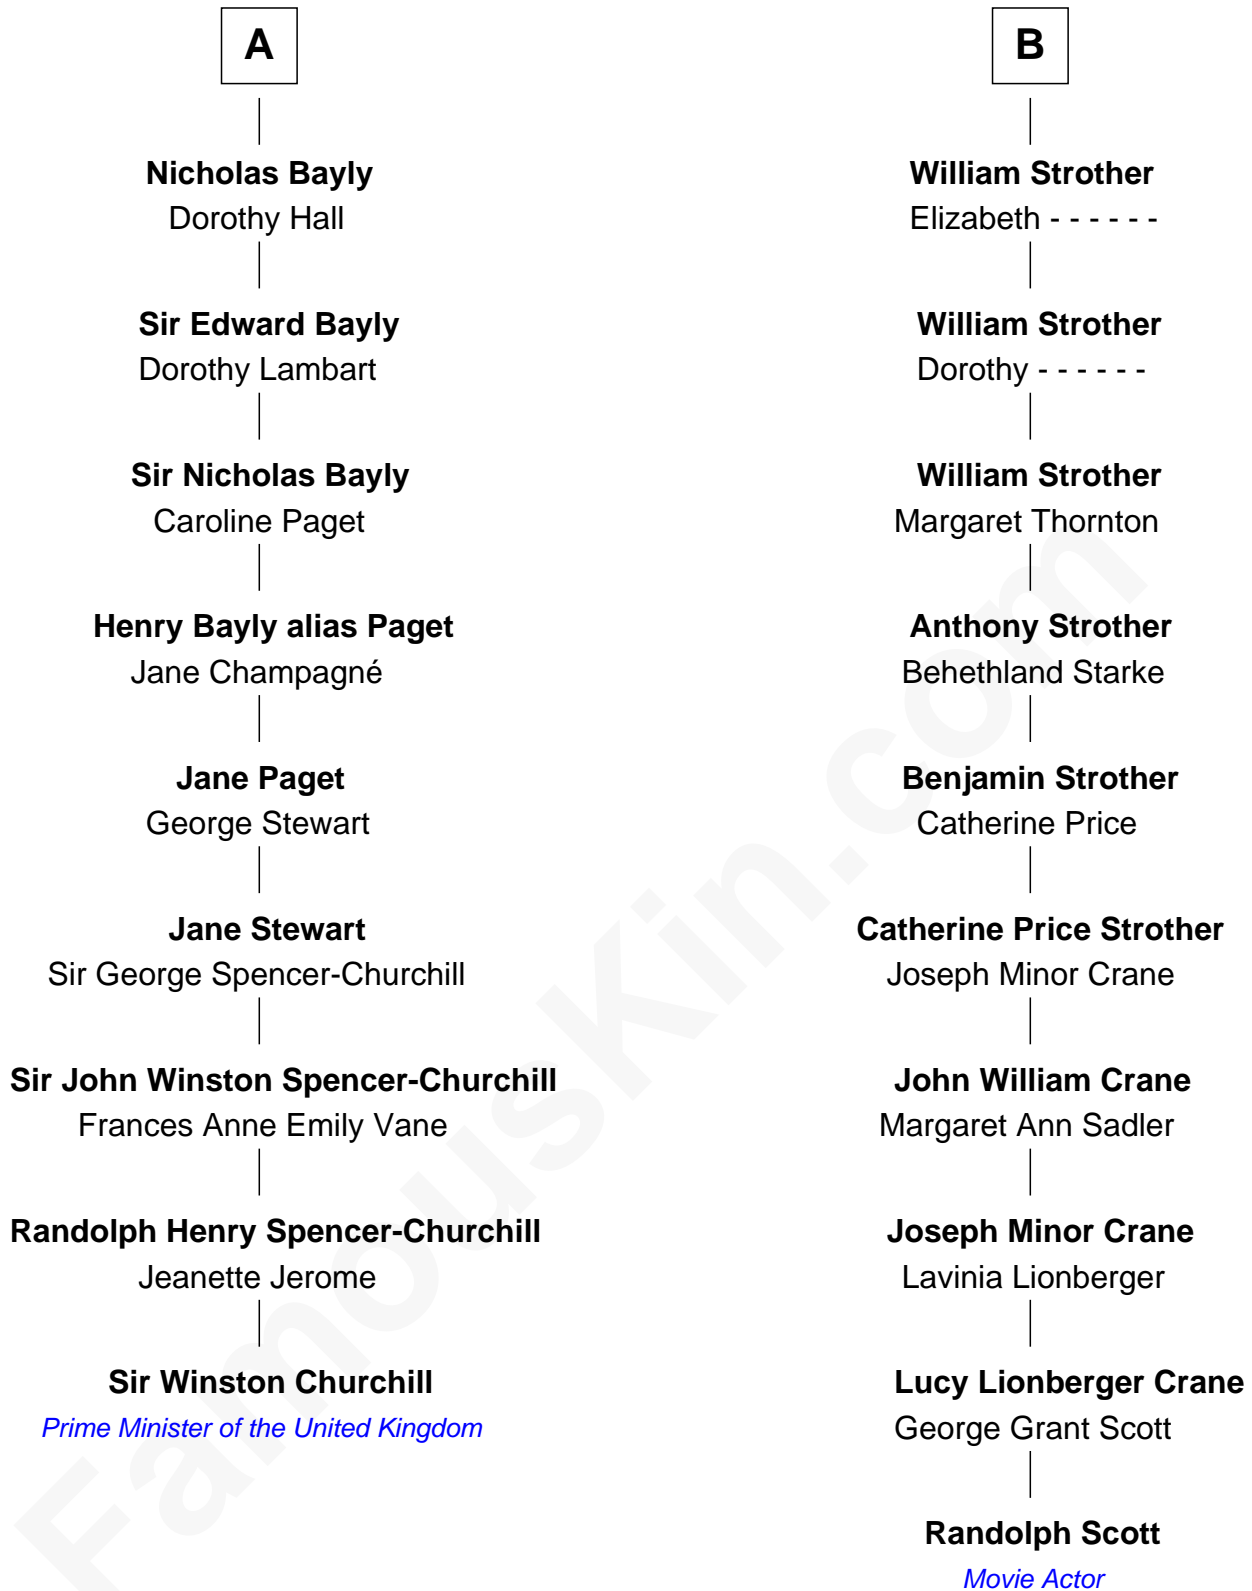 A
Nicholas Bayly
Dorothy Hall
Sir Edward Bayly
Dorothy Lambart
Sir Nicholas Bayly
Caroline Paget
Henry Bayly alias Paget
Jane Champagné
Jane Paget
George Stewart
Jane Stewart
Sir George Spencer-Churchill
Sir John Winston Spencer-Churchill
Frances Anne Emily Vane
Randolph Henry Spencer-Churchill
Jeanette Jerome
Sir Winston Churchill
Prime Minister of the United Kingdom
B
William Strother
Elizabeth - - - - - -
William Strother
Dorothy - - - - - -
William Strother
Margaret Thornton
Anthony Strother
Behethland Starke
Benjamin Strother
Catherine Price
Catherine Price Strother
Joseph Minor Crane
John William Crane
Margaret Ann Sadler
Joseph Minor Crane
Lavinia Lionberger
Lucy Lionberger Crane
George Grant Scott
Randolph Scott
Movie Actor
FamousKin.com